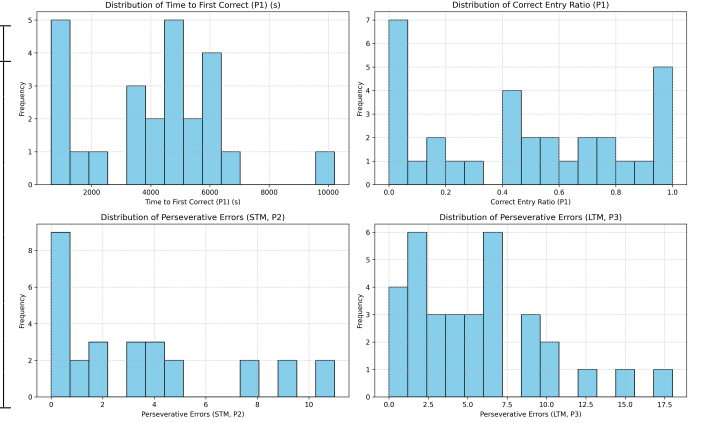 Distribution of Time to First Correct (P1) (s)
Frequency
5
4
3
2
1
0
2000 4000 6000 8000 10000
Time to First Correct (P1) (s)
Distribution of Correct Entry Ratio (P1)
Frequency
7
6
5
4
3
2
1
0
0.0 0.2 0.4 0.6 0.8 1.0
Correct Entry Ratio (P1)
Distribution of Perseverative Errors (STM, P2)
Frequency
8
6
4
2
0
0 2 4 6 8 10
Perseverative Errors (STM, P2)
Distribution of Perseverative Errors (LTM, P3)
Frequency
6
5
4
3
2
1
0
0.0 2.5 5.0 7.5 10.0 12.5 15.0 17.5
Perseverative Errors (LTM, P3)